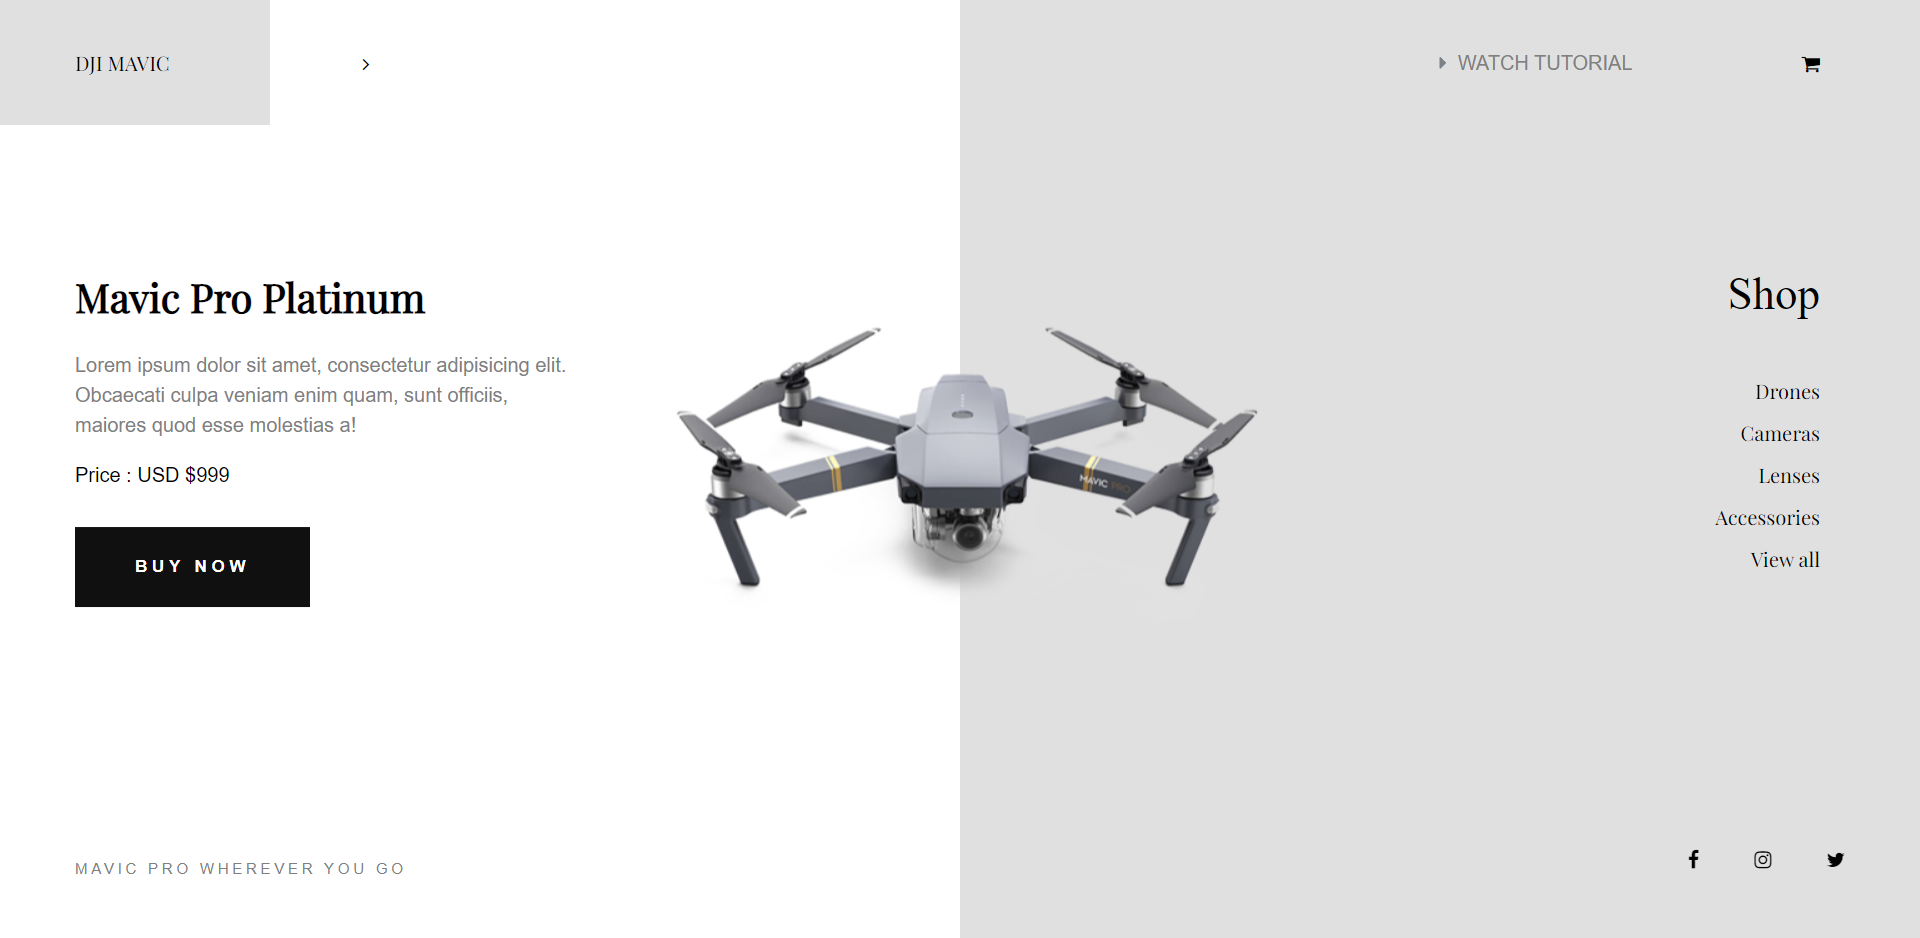 DJI MAVIC
WATCH TUTORIAL
Mavic Pro Platinum
Lorem ipsum dolor sit amet, consectetur adipisicing elit.
Obcaecati culpa veniam enim quam, sunt officiis,
maiores quod esse molestias a!
Price : USD $999
BUY NOW
MAVIC PRO
Shop
Drones
Cameras
Lenses
Accessories
View all
MAVIC PRO WHEREVER YOU GO